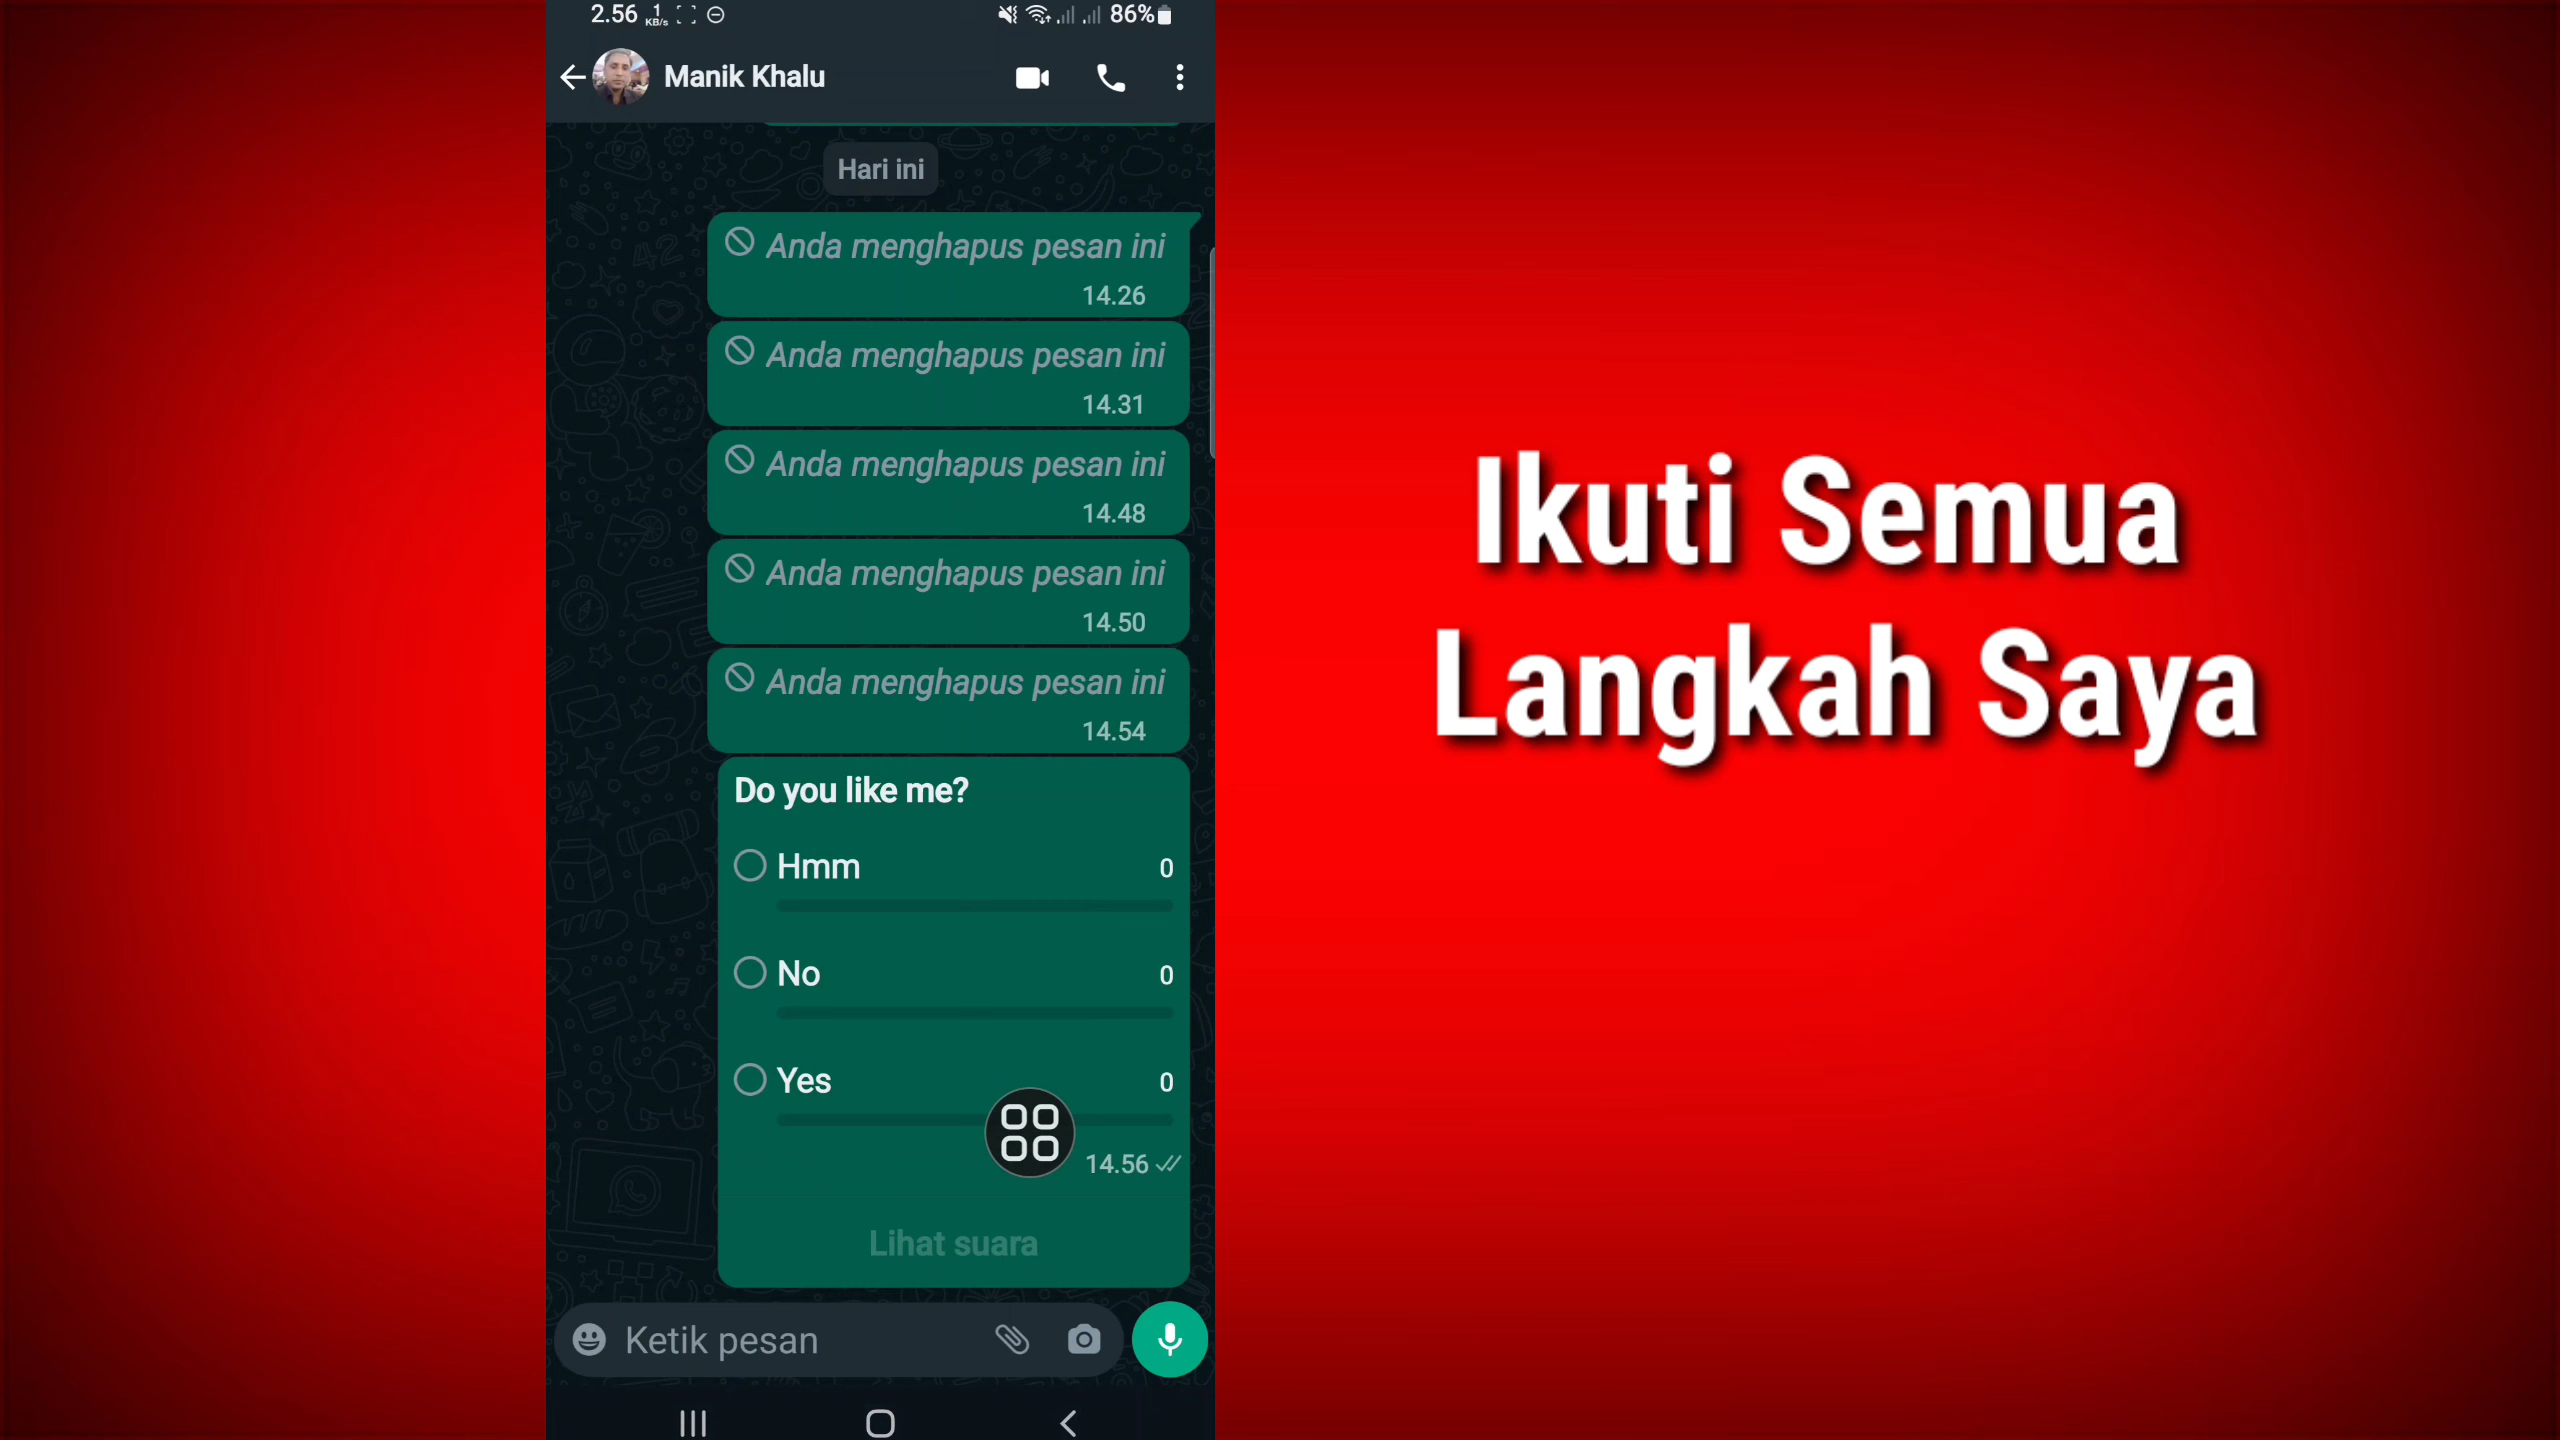 2.56 1 KB/s 86%
Manik Khalu
Hari ini
Anda menghapus pesan ini
14.26
Anda menghapus pesan ini
14.31
Anda menghapus pesan ini
14.48
Anda menghapus pesan ini
14.50
Anda menghapus pesan ini
14.54
Do you like me?
Hmm 0
No 0
Yes 0
14.56
Lihat suara
Ketik pesan
Ikuti Semua
Langkah Saya